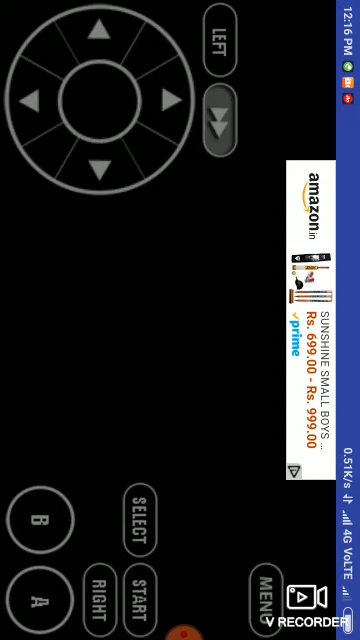 12:16 PM
0.51K/s 4G VoLTE
LEFT
amazon.in
SUNSHINE SMALL BOYS ...
Rs. 699.00 - Rs. 999.00
prime
B
A
SELECT
START
RIGHT
MENU
V RECORDER